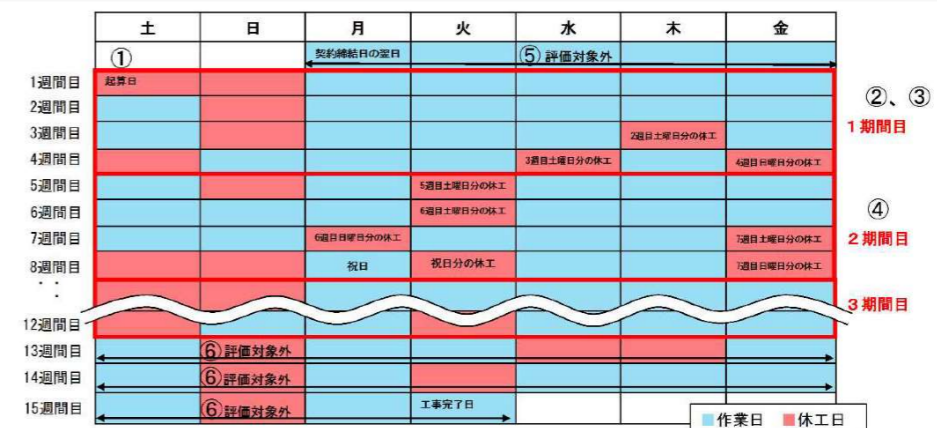 土 日 月 火 水 木 金
① 契約締結日の翌日 ⑤評価対象外
1週間目 起算日
②、③
2週間目
3週間目 2週目土曜日分の休工 1期間目
4週間目 3週目土曜日分の休工 4週目日曜日分の休工
5週間目 5週目土曜日分の休工
6週間目 6週目土曜日分の休工 ④
7週間目 6週目日曜日分の休工 7週目土曜日分の休工 2期間目
8週間目 祝日 祝日分の休工 7週目日曜日分の休工
・
・
3期間目
12週間目
13週間目 ⑥評価対象外
14週間目 ⑥評価対象外
15週間目 ⑥評価対象外 工事完了日
作業日 休工日